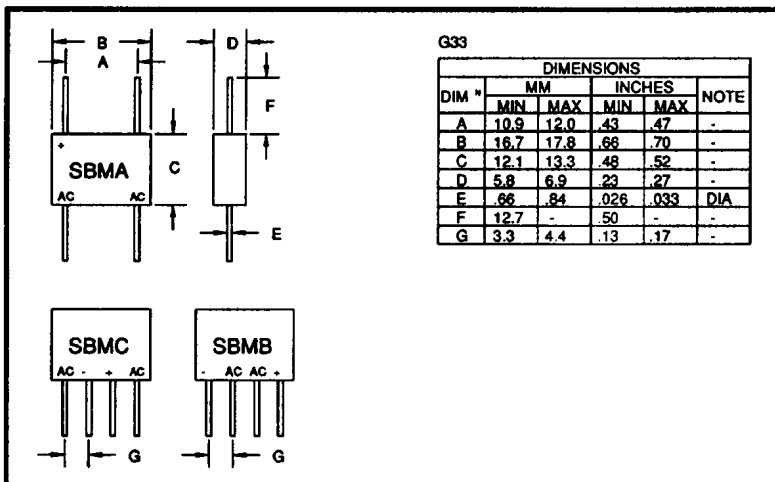 B
A
D
F
C
E
+
SBMA
AC AC
SBMC
AC - + AC
G
SBMB
- AC AC +
G
G33
DIMENSIONS
DIM " MM INCHES NOTE
MIN MAX MIN MAX
A 10.9 12.0 .43 .47 -
B 16.7 17.8 .66 .70 -
C 12.1 13.3 .48 .52 -
D 5.8 6.9 .23 .27 -
E .66 .84 .026 .033 DIA
F 12.7 - .50 - -
G 3.3 4.4 .13 .17 -